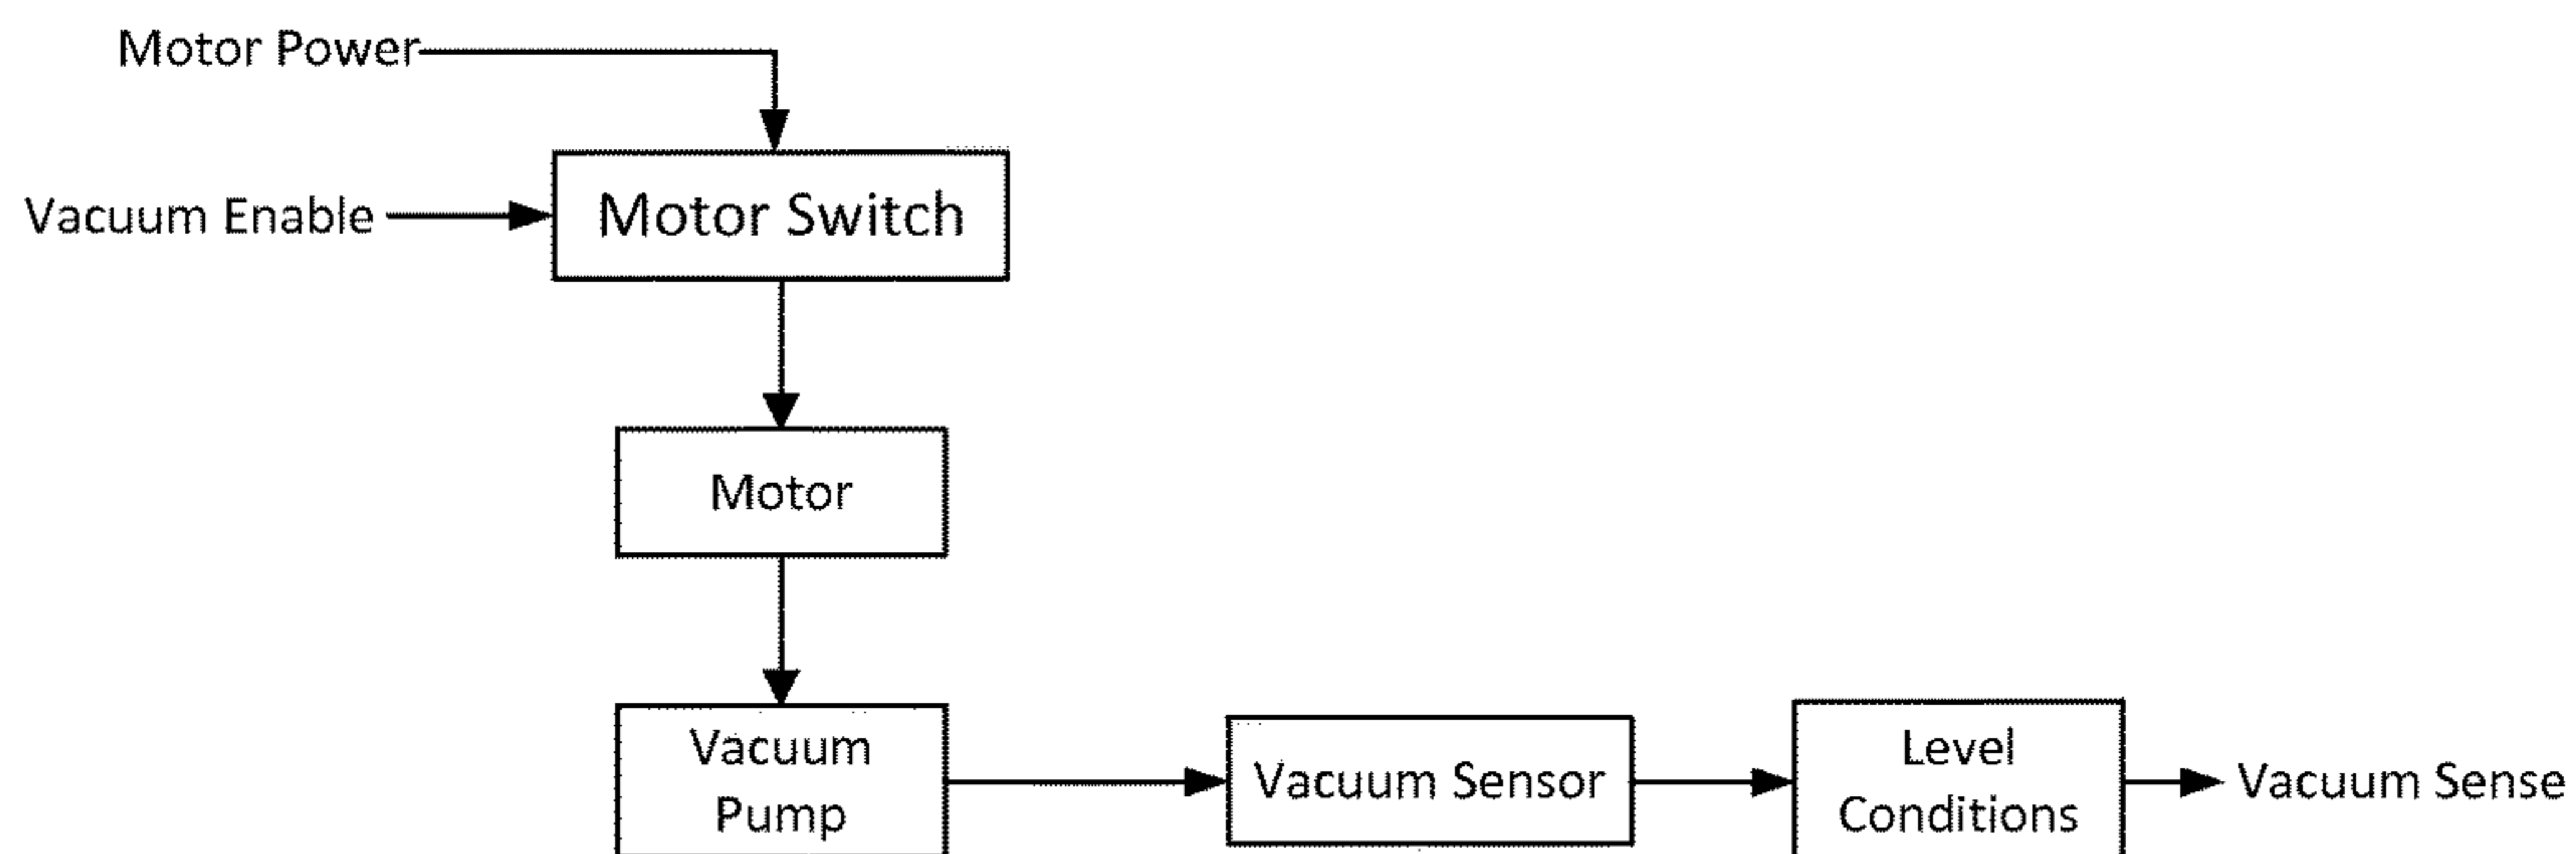 Motor Power
Vacuum Enable
Motor Switch
Motor
Vacuum
Pump
Vacuum Sensor
Level
Conditions
Vacuum Sense